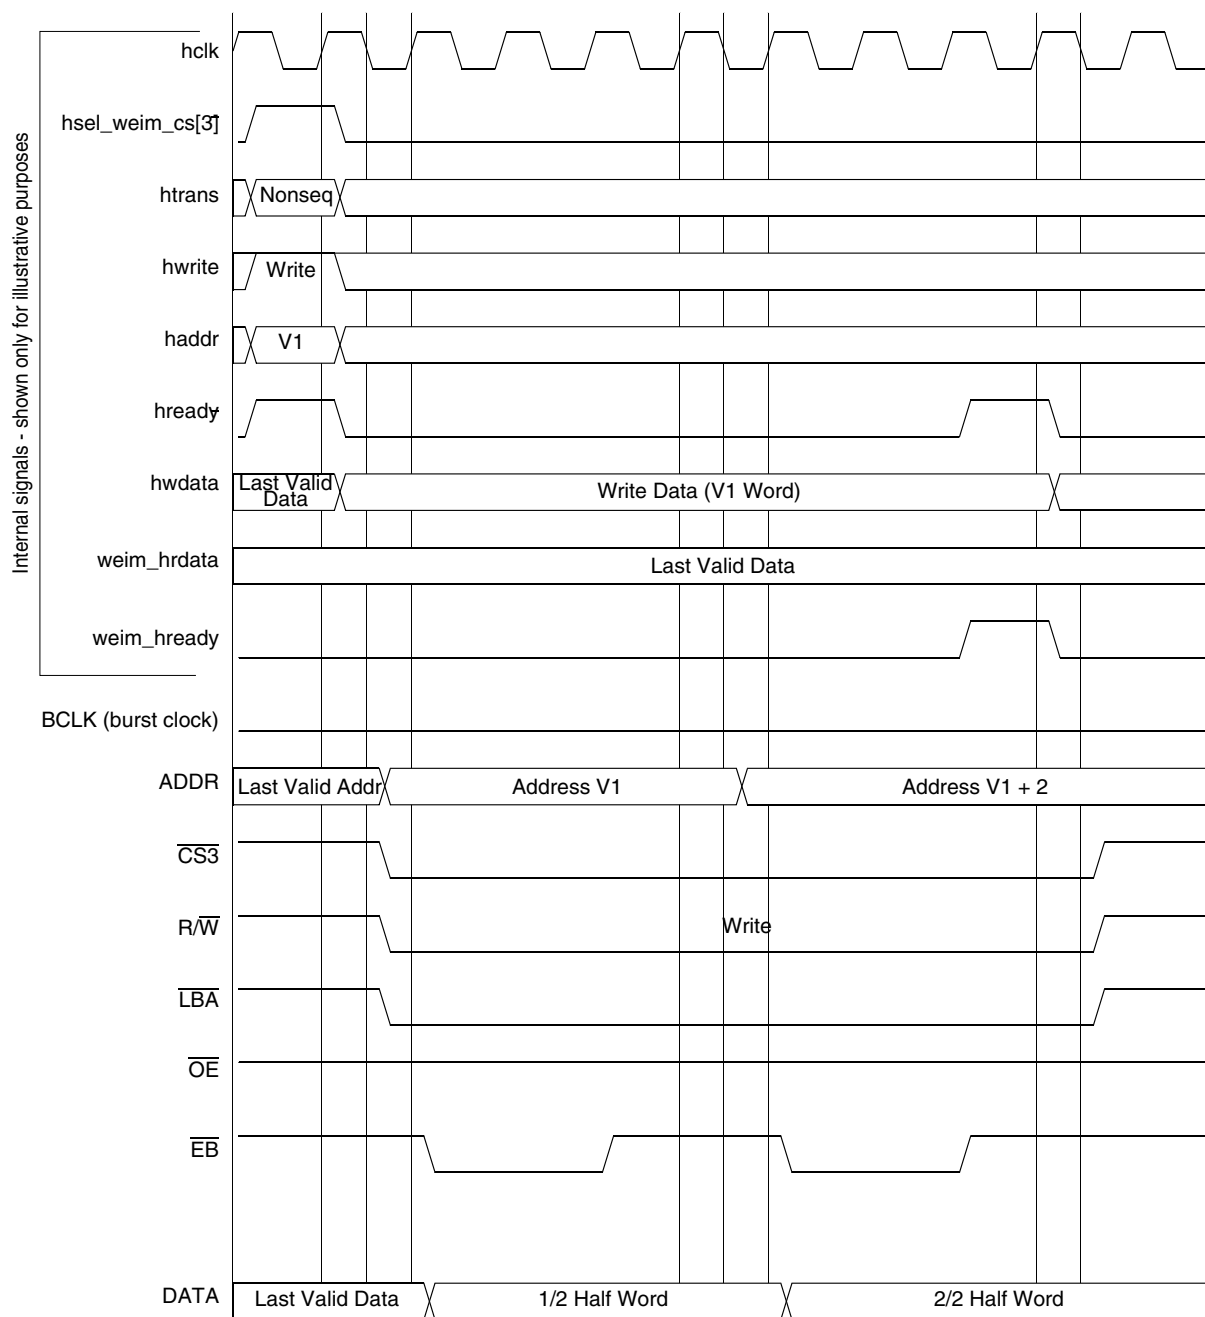 Internal signals - shown only for illustrative purposes
hclk
hsel_weim_cs[3]
htrans
Nonseq
hwrite
Write
haddr
V1
hready
hwdata
Last Valid
Data
Write Data (V1 Word)
weim_hrdata
Last Valid Data
weim_hready
BCLK (burst clock)
ADDR
Last Valid Addr
Address V1
Address V1 + 2
CS3
R/W
Write
LBA
OE
EB
DATA
Last Valid Data
1/2 Half Word
2/2 Half Word